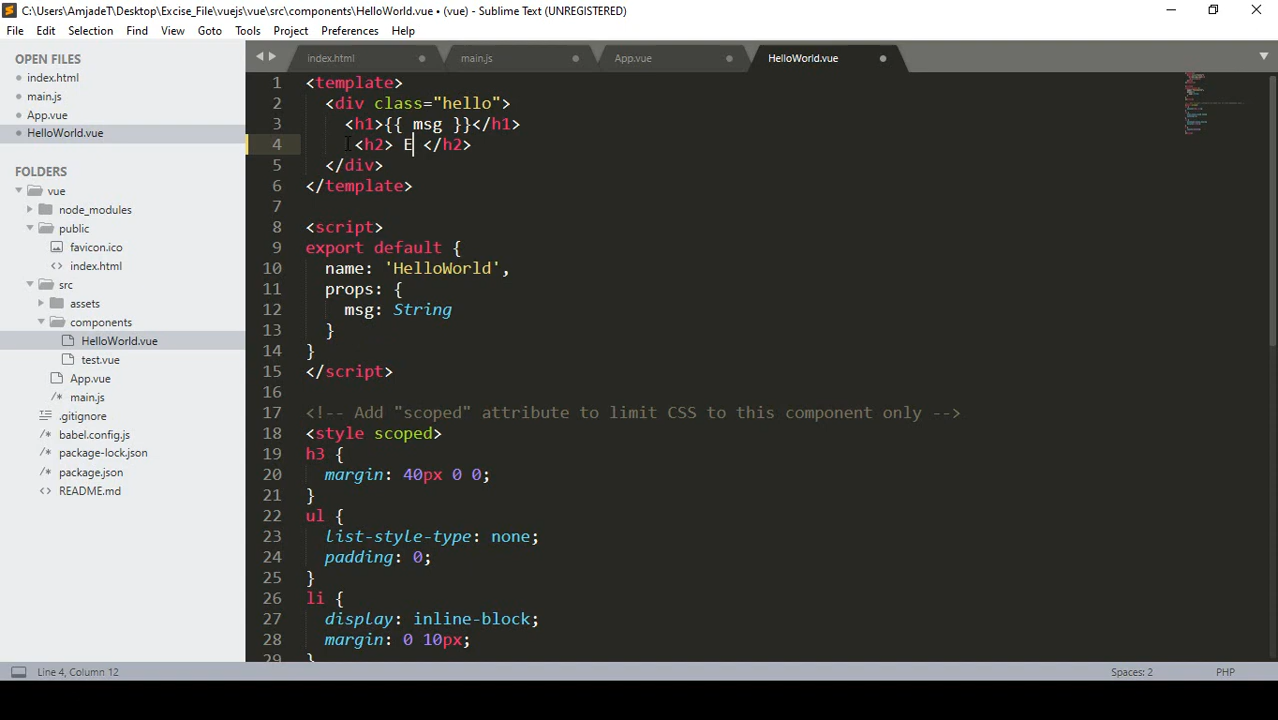 C:\Users\AmjadeT\Desktop\Excise_File\vuejs\vue\src\components\HelloWorld.vue • (vue) - Sublime Text (UNREGISTERED)
File Edit Selection Find View Goto Tools Project Preferences Help
OPEN FILES
index.html
main.js
App.vue
HelloWorld.vue
FOLDERS
vue
node_modules
public
favicon.ico
index.html
src
assets
components
HelloWorld.vue
test.vue
App.vue
main.js
.gitignore
babel.config.js
package-lock.json
package.json
README.md
index.html main.js App.vue HelloWorld.vue
1 <template>
2 <div class="hello">
3 <h1>{{ msg }}</h1>
4 <h2> E </h2>
5 </div>
6 </template>
7
8 <script>
9 export default {
10 name: 'HelloWorld',
11 props: {
12 msg: String
13 }
14 }
15 </script>
16
17 <!-- Add "scoped" attribute to limit CSS to this component only -->
18 <style scoped>
19 h3 {
20 margin: 40px 0 0;
21 }
22 ul {
23 list-style-type: none;
24 padding: 0;
25 }
26 li {
27 display: inline-block;
28 margin: 0 10px;
29 }
Line 4, Column 12 Spaces: 2 PHP